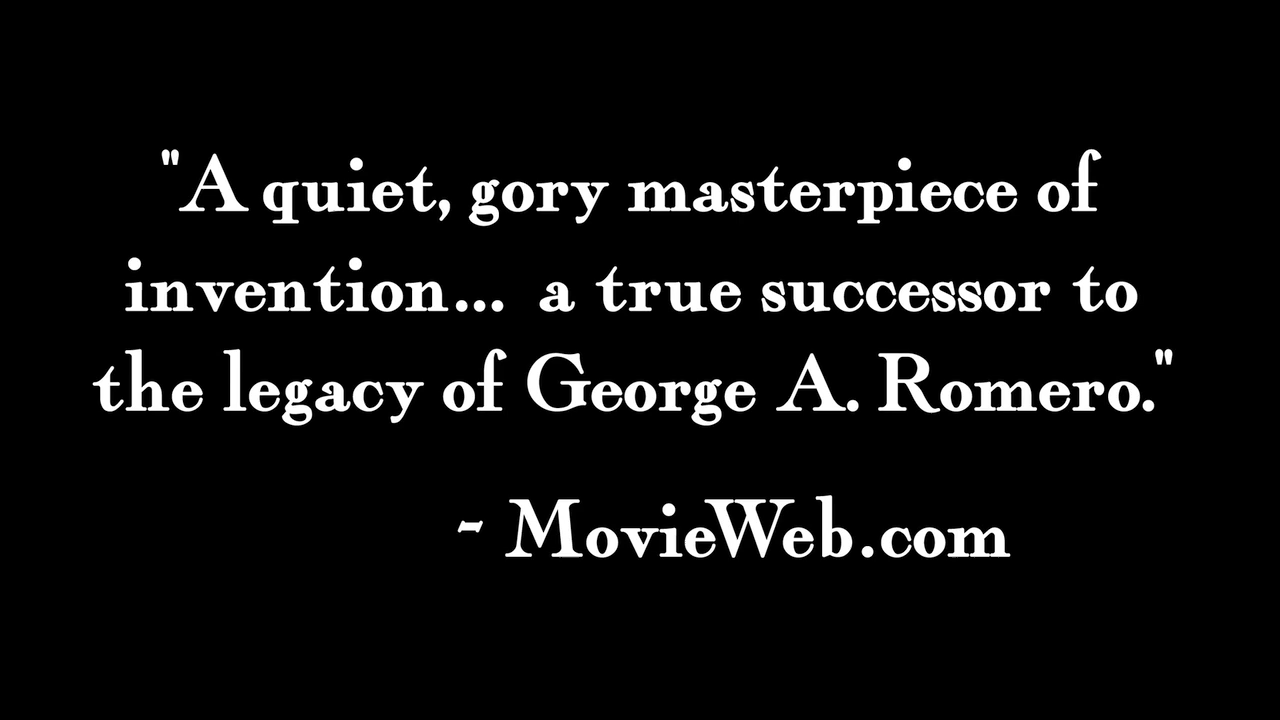 "A quiet, gory masterpiece of
invention... a true successor to
the legacy of George A. Romero."
- MovieWeb.com